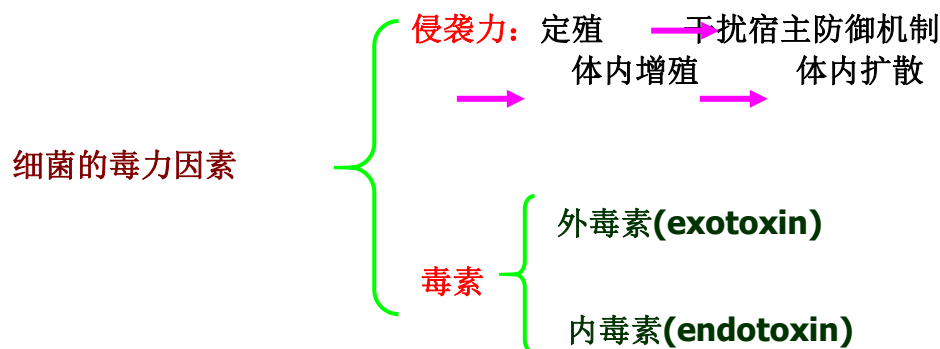 侵袭力：定殖 干扰宿主防御机制
体内增殖 体内扩散
细菌的毒力因素
外毒素(exotoxin)
毒素
内毒素(endotoxin)